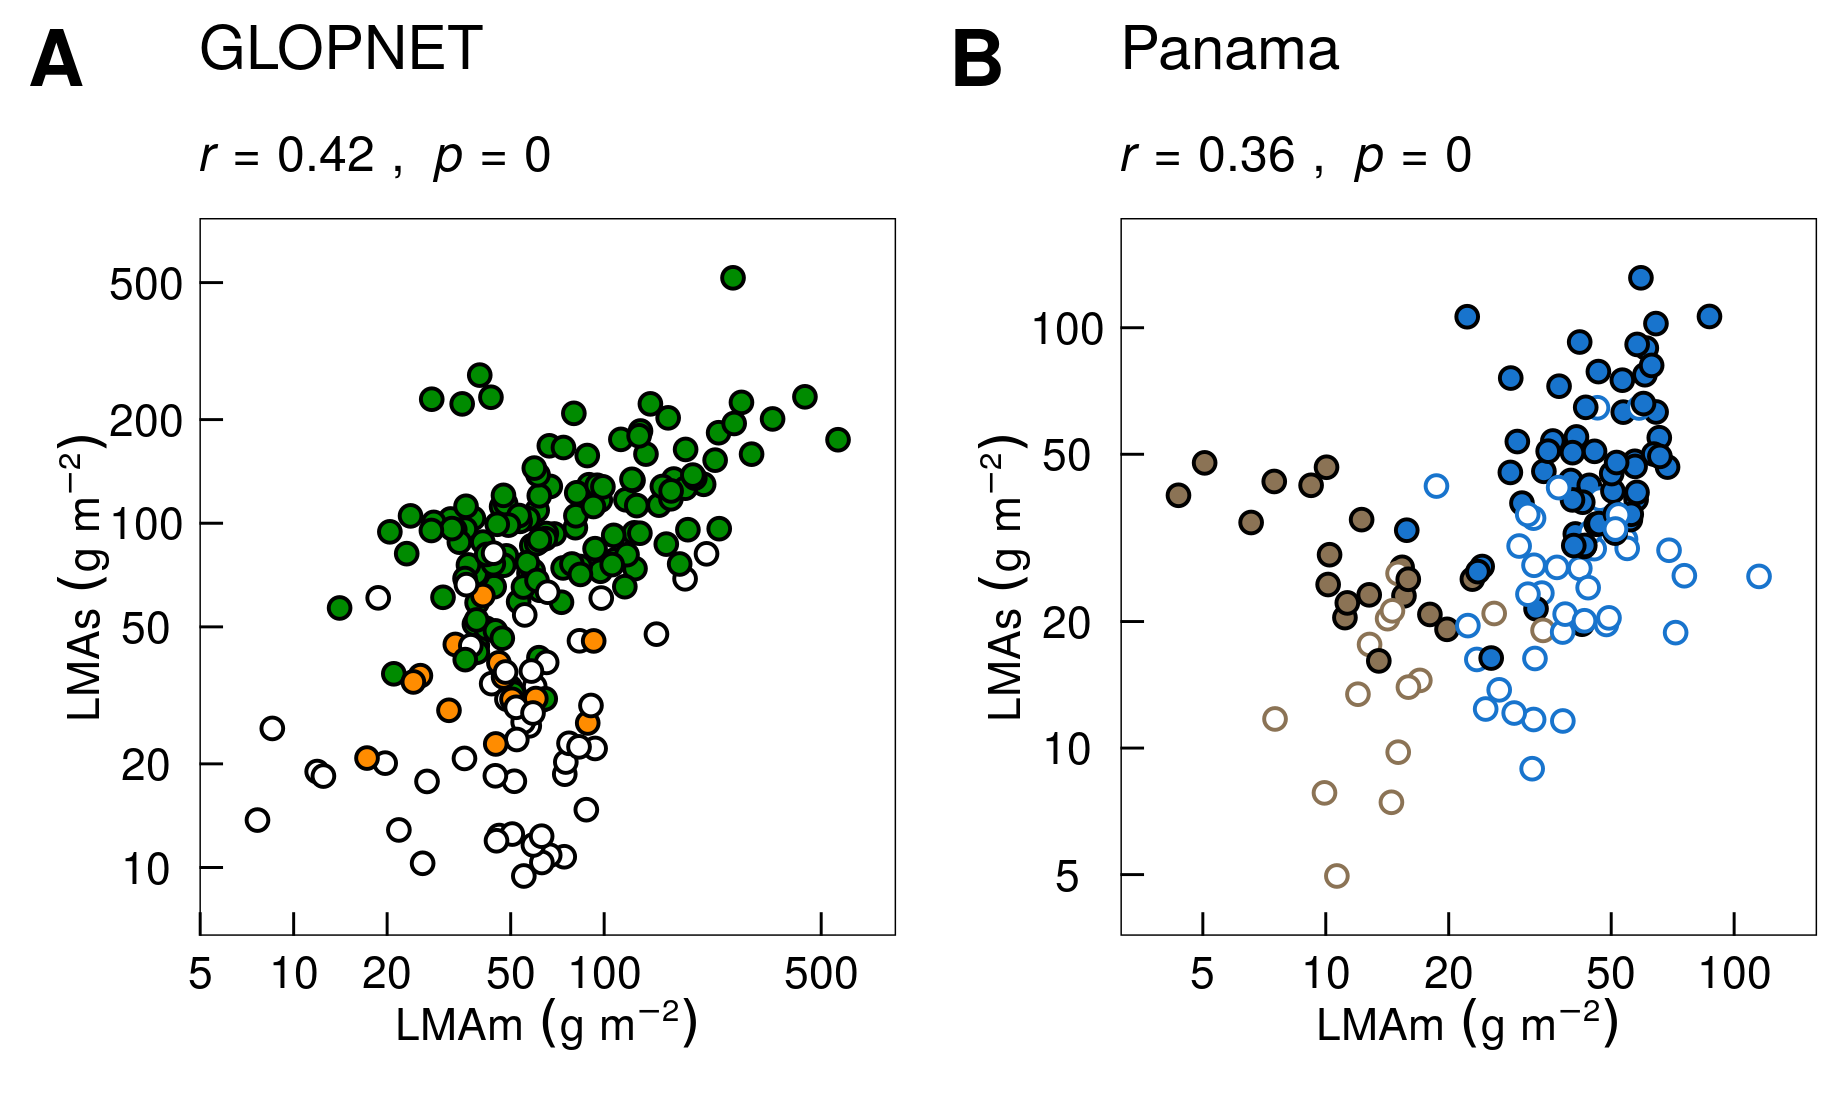 A GLOPNET
r = 0.42 , p = 0
500
200
100
50
20
10
LMAs (g m⁻²)
5 10 20 50 100 500
LMAm (g m⁻²)
B Panama
r = 0.36 , p = 0
100
50
20
10
5
LMAs (g m⁻²)
5 10 20 50 100
LMAm (g m⁻²)